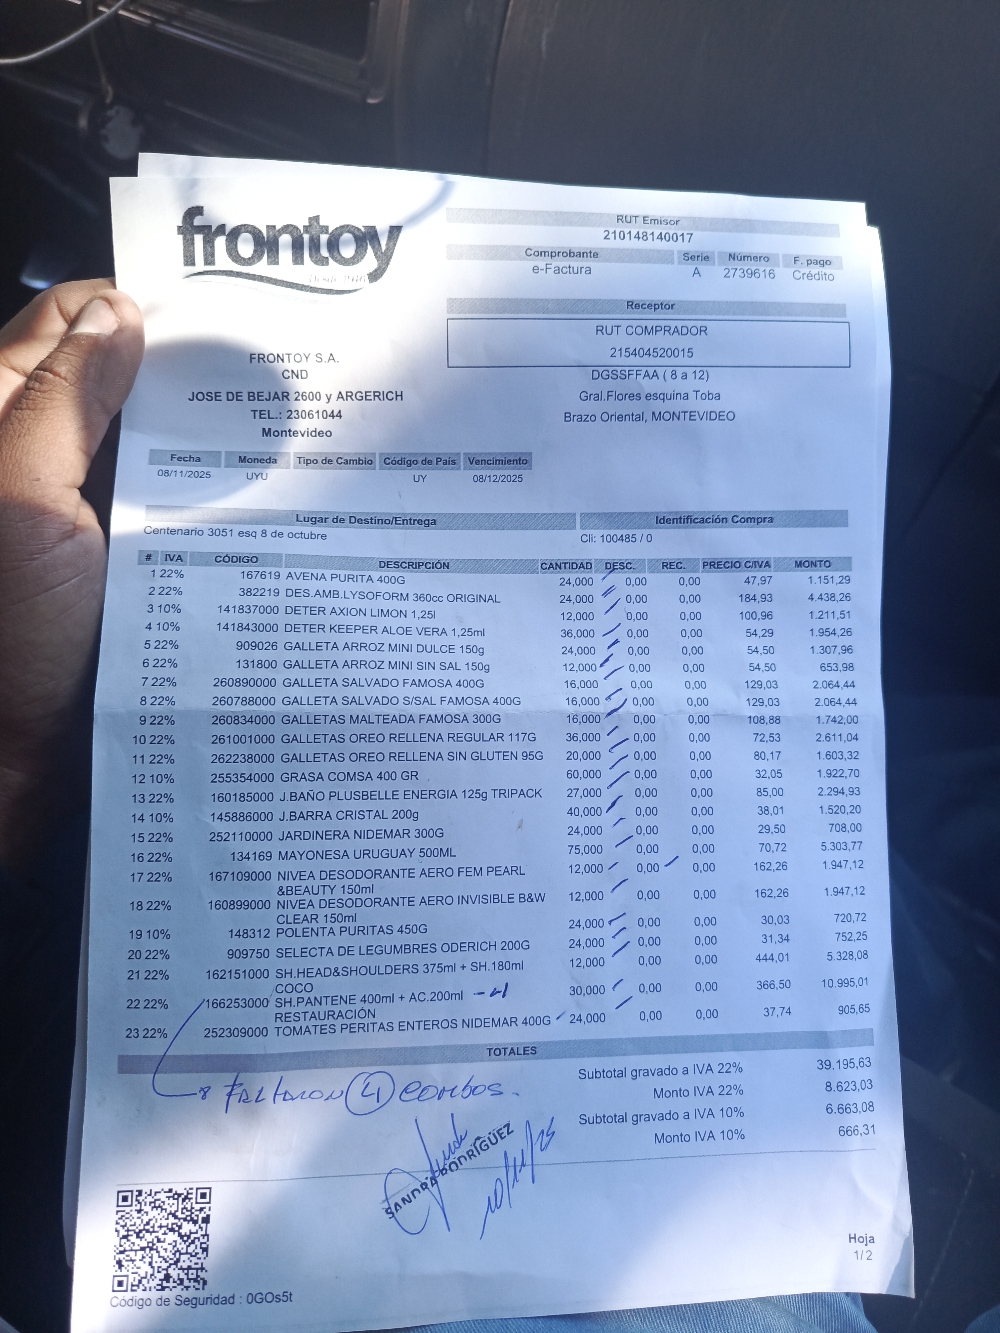 frontoy
Desde 1916
RUT Emisor
210148140017
Comprobante Serie Número F. pago
e-Factura A 2739616 Crédito
Receptor
RUT COMPRADOR
215404520015
DGSSFFAA ( 8 a 12)
Gral.Flores esquina Toba
Brazo Oriental, MONTEVIDEO
FRONTOY S.A.
CND
JOSE DE BEJAR 2600 y ARGERICH
TEL.: 23061044
Montevideo
Fecha Moneda Tipo de Cambio Código de País Vencimiento
08/11/2025 UYU UY 08/12/2025
Lugar de Destino/Entrega Identificación Compra
Centenario 3051 esq 8 de octubre Cli: 100485 / 0
# IVA CÓDIGO DESCRIPCIÓN CANTIDAD DESC. REC. PRECIO C/IVA MONTO
1 22% 167619 AVENA PURITA 400G 24,000 0,00 0,00 47,97 1.151,29
2 22% 382219 DES.AMB.LYSOFORM 360cc ORIGINAL 24,000 0,00 0,00 184,93 4.438,26
3 10% 141837000 DETER AXION LIMON 1,25l 12,000 0,00 0,00 100,96 1.211,51
4 10% 141843000 DETER KEEPER ALOE VERA 1,25ml 36,000 0,00 0,00 54,29 1.954,26
5 22% 909026 GALLETA ARROZ MINI DULCE 150g 24,000 0,00 0,00 54,50 1.307,96
6 22% 131800 GALLETA ARROZ MINI SIN SAL 150g 12,000 0,00 0,00 54,50 653,98
7 22% 260890000 GALLETA SALVADO FAMOSA 400G 16,000 0,00 0,00 129,03 2.064,44
8 22% 260788000 GALLETA SALVADO S/SAL FAMOSA 400G 16,000 0,00 0,00 129,03 2.064,44
9 22% 260834000 GALLETAS MALTEADA FAMOSA 300G 16,000 0,00 0,00 108,88 1.742,00
10 22% 261001000 GALLETAS OREO RELLENA REGULAR 117G 36,000 0,00 0,00 72,53 2.611,04
11 22% 262238000 GALLETAS OREO RELLENA SIN GLUTEN 95G 20,000 0,00 0,00 80,17 1.603,32
12 10% 255354000 GRASA COMSA 400 GR 60,000 0,00 0,00 32,05 1.922,70
13 22% 160185000 J.BAÑO PLUSBELLE ENERGIA 125g TRIPACK 27,000 0,00 0,00 85,00 2.294,93
14 10% 145886000 J.BARRA CRISTAL 200g 40,000 0,00 0,00 38,01 1.520,20
15 22% 252110000 JARDINERA NIDEMAR 300G 24,000 0,00 0,00 29,50 708,00
16 22% 134169 MAYONESA URUGUAY 500ML 75,000 0,00 0,00 70,72 5.303,77
17 22% 167109000 NIVEA DESODORANTE AERO FEM PEARL 12,000 0,00 0,00 162,26 1.947,12
&BEAUTY 150ml
18 22% 160899000 NIVEA DESODORANTE AERO INVISIBLE B&W 12,000 0,00 0,00 162,26 1.947,12
CLEAR 150ml
19 10% 148312 POLENTA PURITAS 450G 24,000 0,00 0,00 30,03 720,72
20 22% 909750 SELECTA DE LEGUMBRES ODERICH 200G 24,000 0,00 0,00 31,34 752,25
21 22% 162151000 SH.HEAD&SHOULDERS 375ml + SH.180ml 12,000 0,00 0,00 444,01 5.328,08
COCO
22 22% 166253000 SH.PANTENE 400ml + AC.200ml - 4 30,000 0,00 0,00 366,50 10.995,01
RESTAURACIÓN
23 22% 252309000 TOMATES PERITAS ENTEROS NIDEMAR 400G 24,000 0,00 0,00 37,74 905,65
TOTALES
Subtotal gravado a IVA 22% 39.195,63
Monto IVA 22% 8.623,03
Subtotal gravado a IVA 10% 6.663,08
Monto IVA 10% 666,31
FALTARON 4 COMBOS.
SANDRA RODRÍGUEZ
10/11/25
Hoja
1/ 2
Código de Seguridad : 0GOs5t